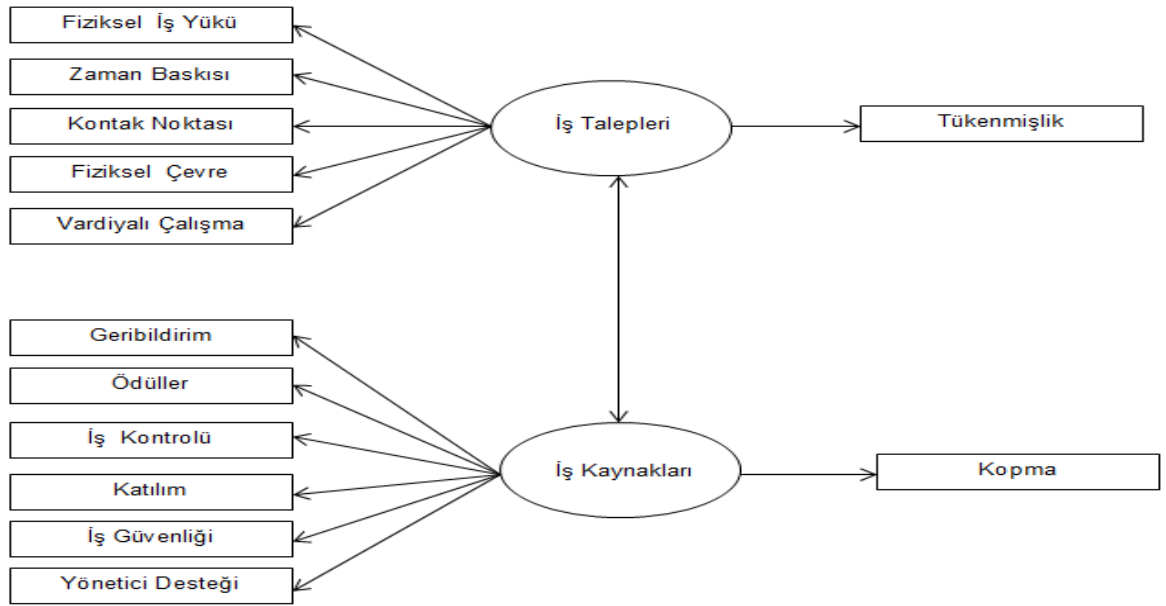 Fiziksel İş Yükü
Zaman Baskısı
Kontak Noktası
Fiziksel Çevre
Vardiyalı Çalışma
İş Talepleri
Tükenmişlik
Geribildirim
Ödüller
İş Kontrolü
Katılım
İş Güvenliği
Yönetici Desteği
İş Kaynakları
Kopma